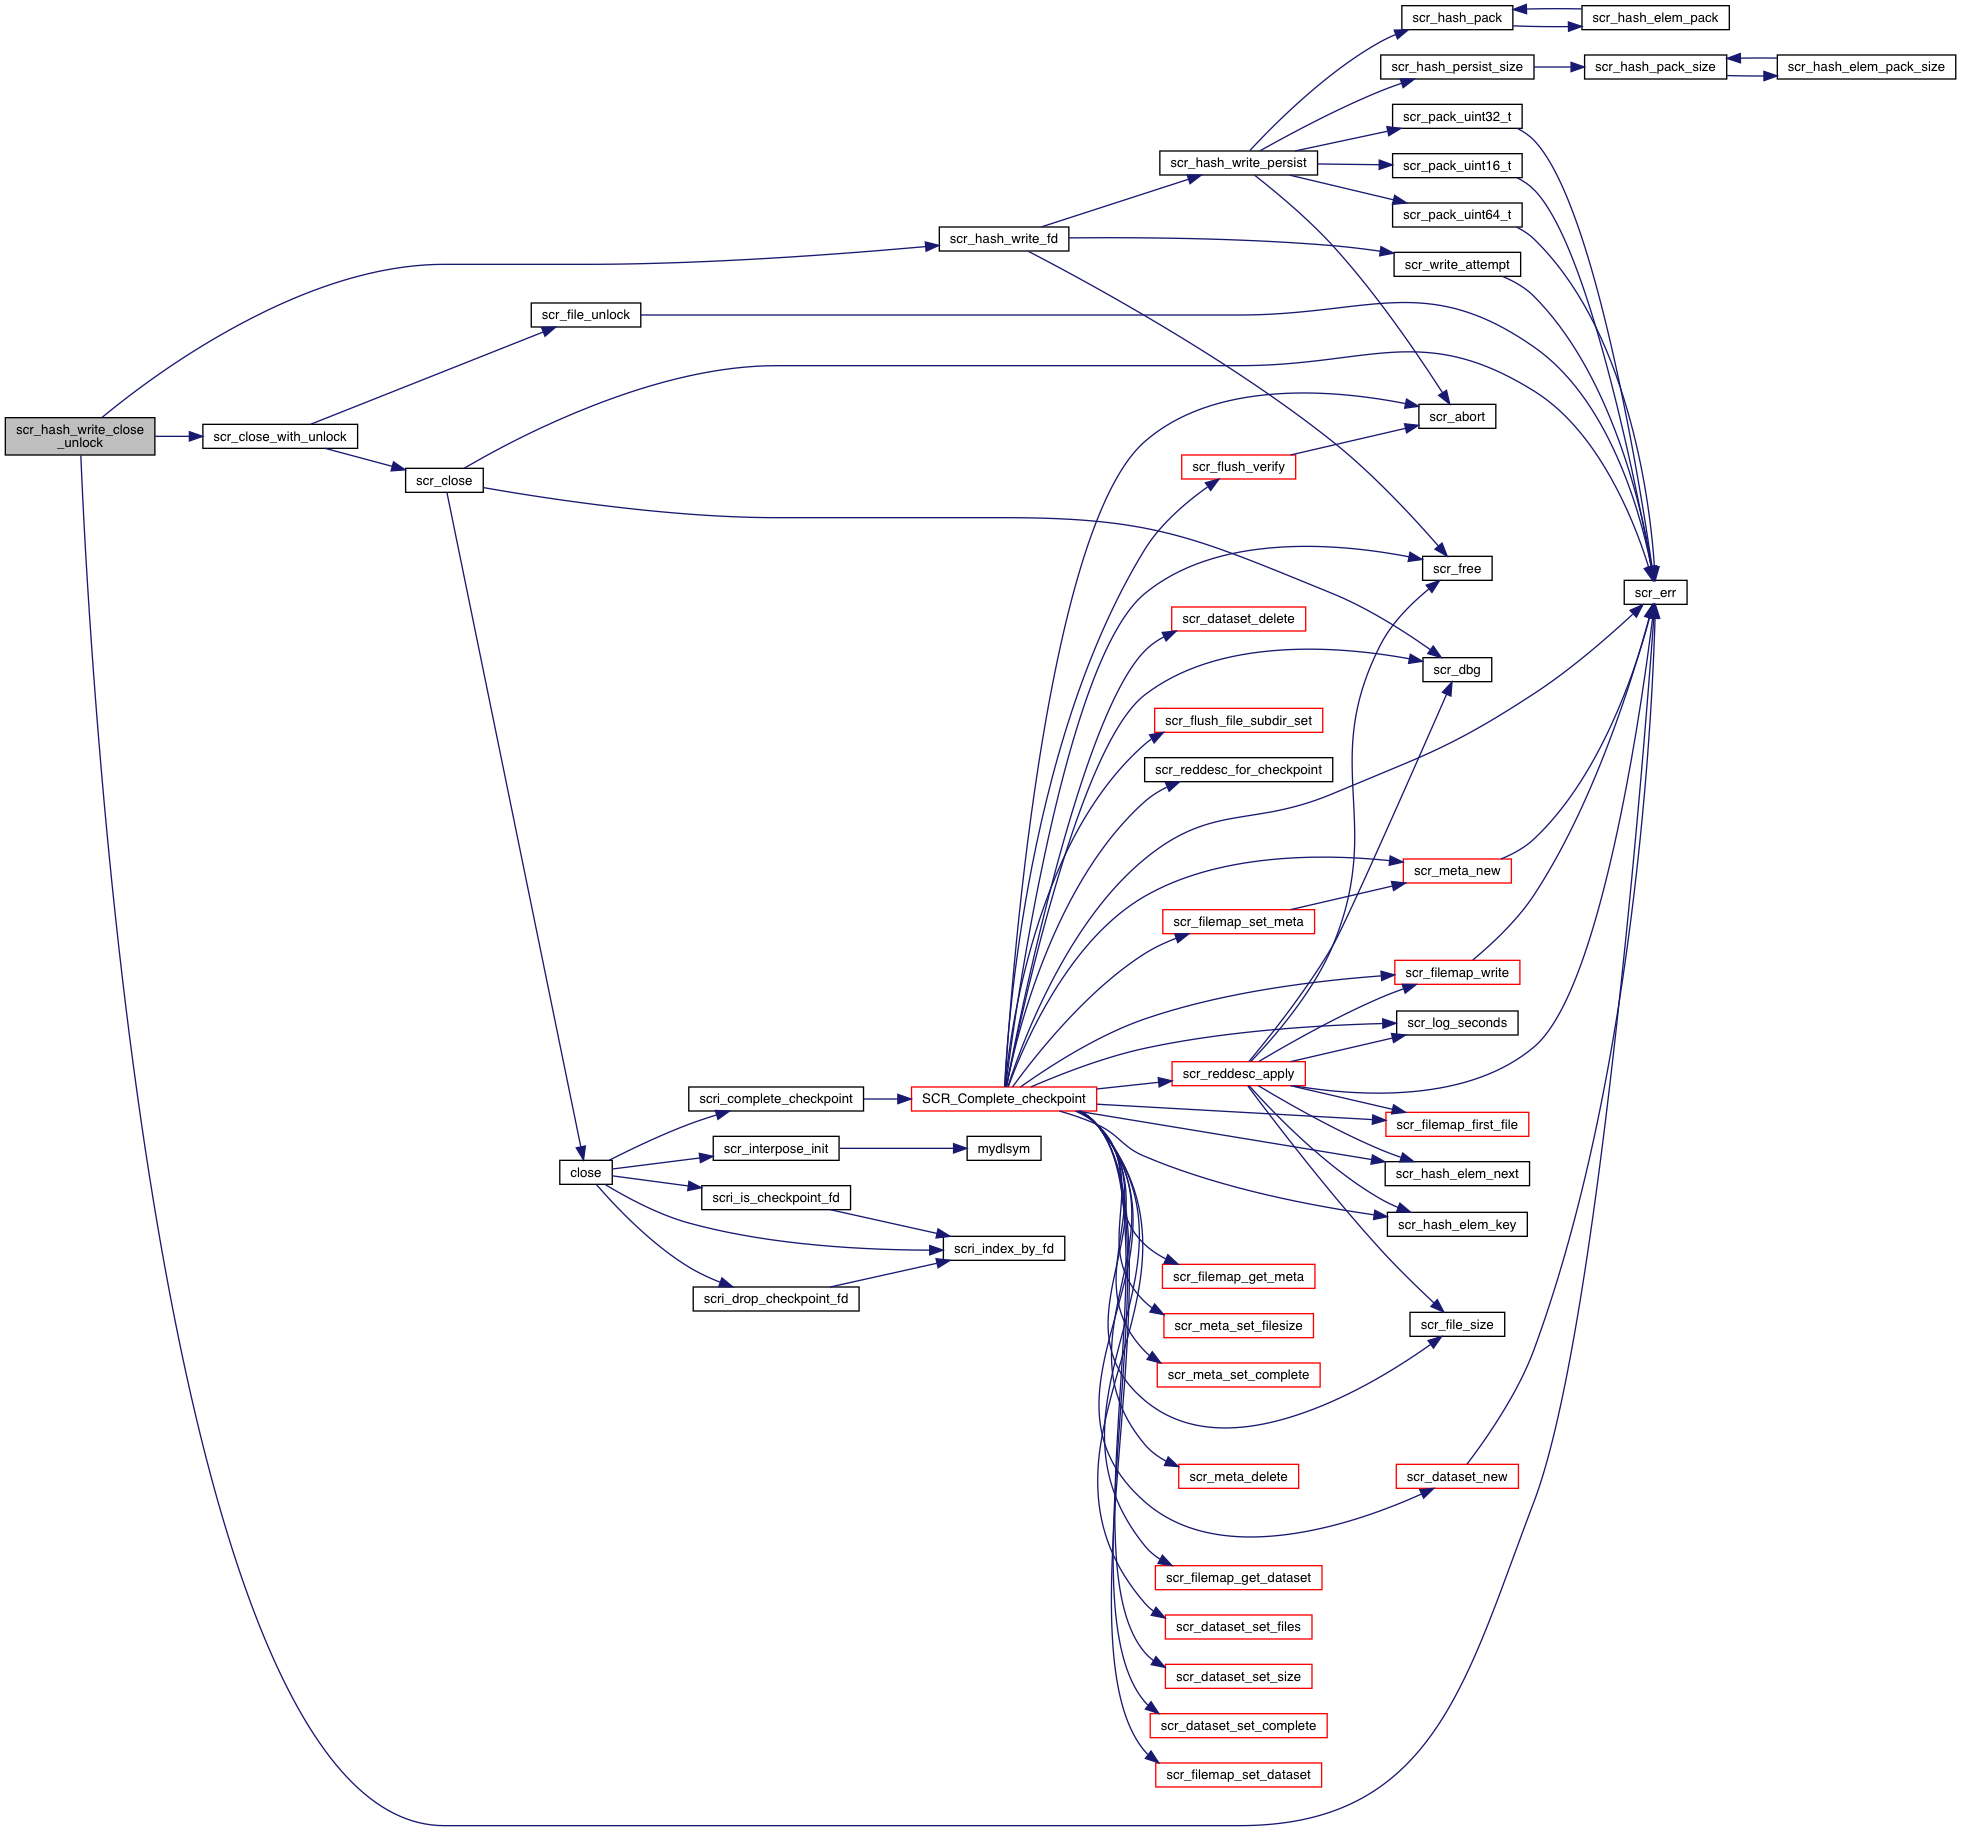 scr_hash_pack
scr_hash_elem_pack
scr_hash_persist_size
scr_hash_pack_size
scr_hash_elem_pack_size
scr_pack_uint32_t
scr_hash_write_persist
scr_pack_uint16_t
scr_pack_uint64_t
scr_hash_write_fd
scr_write_attempt
scr_file_unlock
scr_hash_write_close
_unlock
scr_close_with_unlock
scr_abort
scr_close
scr_flush_verify
scr_free
scr_err
scr_dataset_delete
scr_dbg
scr_flush_file_subdir_set
scr_reddesc_for_checkpoint
scr_meta_new
scr_filemap_set_meta
scr_filemap_write
scr_log_seconds
scr_reddesc_apply
scri_complete_checkpoint
SCR_Complete_checkpoint
scr_filemap_first_file
scr_interpose_init
mydlsym
close
scr_hash_elem_next
scri_is_checkpoint_fd
scr_hash_elem_key
scri_index_by_fd
scr_filemap_get_meta
scri_drop_checkpoint_fd
scr_meta_set_filesize
scr_file_size
scr_meta_set_complete
scr_meta_delete
scr_dataset_new
scr_filemap_get_dataset
scr_dataset_set_files
scr_dataset_set_size
scr_dataset_set_complete
scr_filemap_set_dataset